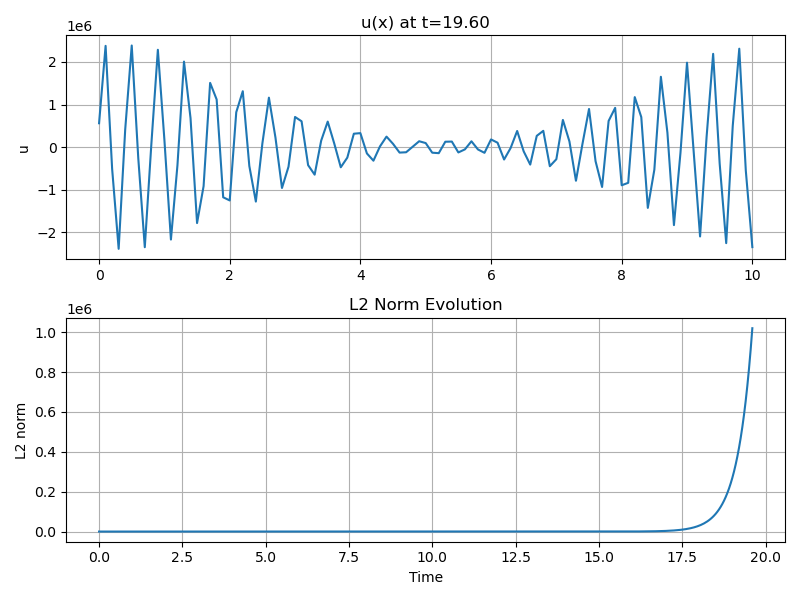 u(x) at t=19.60
1e6
2
1
0
−1
−2
u
0 2 4 6 8 10
L2 Norm Evolution
1e6
1.0
0.8
0.6
0.4
0.2
0.0
L2 norm
0.0 2.5 5.0 7.5 10.0 12.5 15.0 17.5 20.0
Time